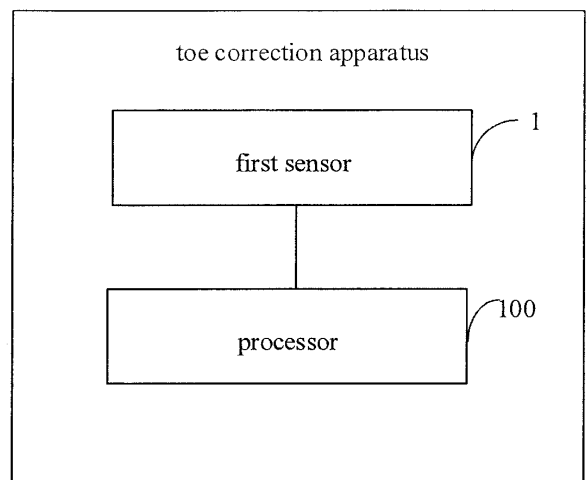 toe correction apparatus
1
first sensor
100
processor